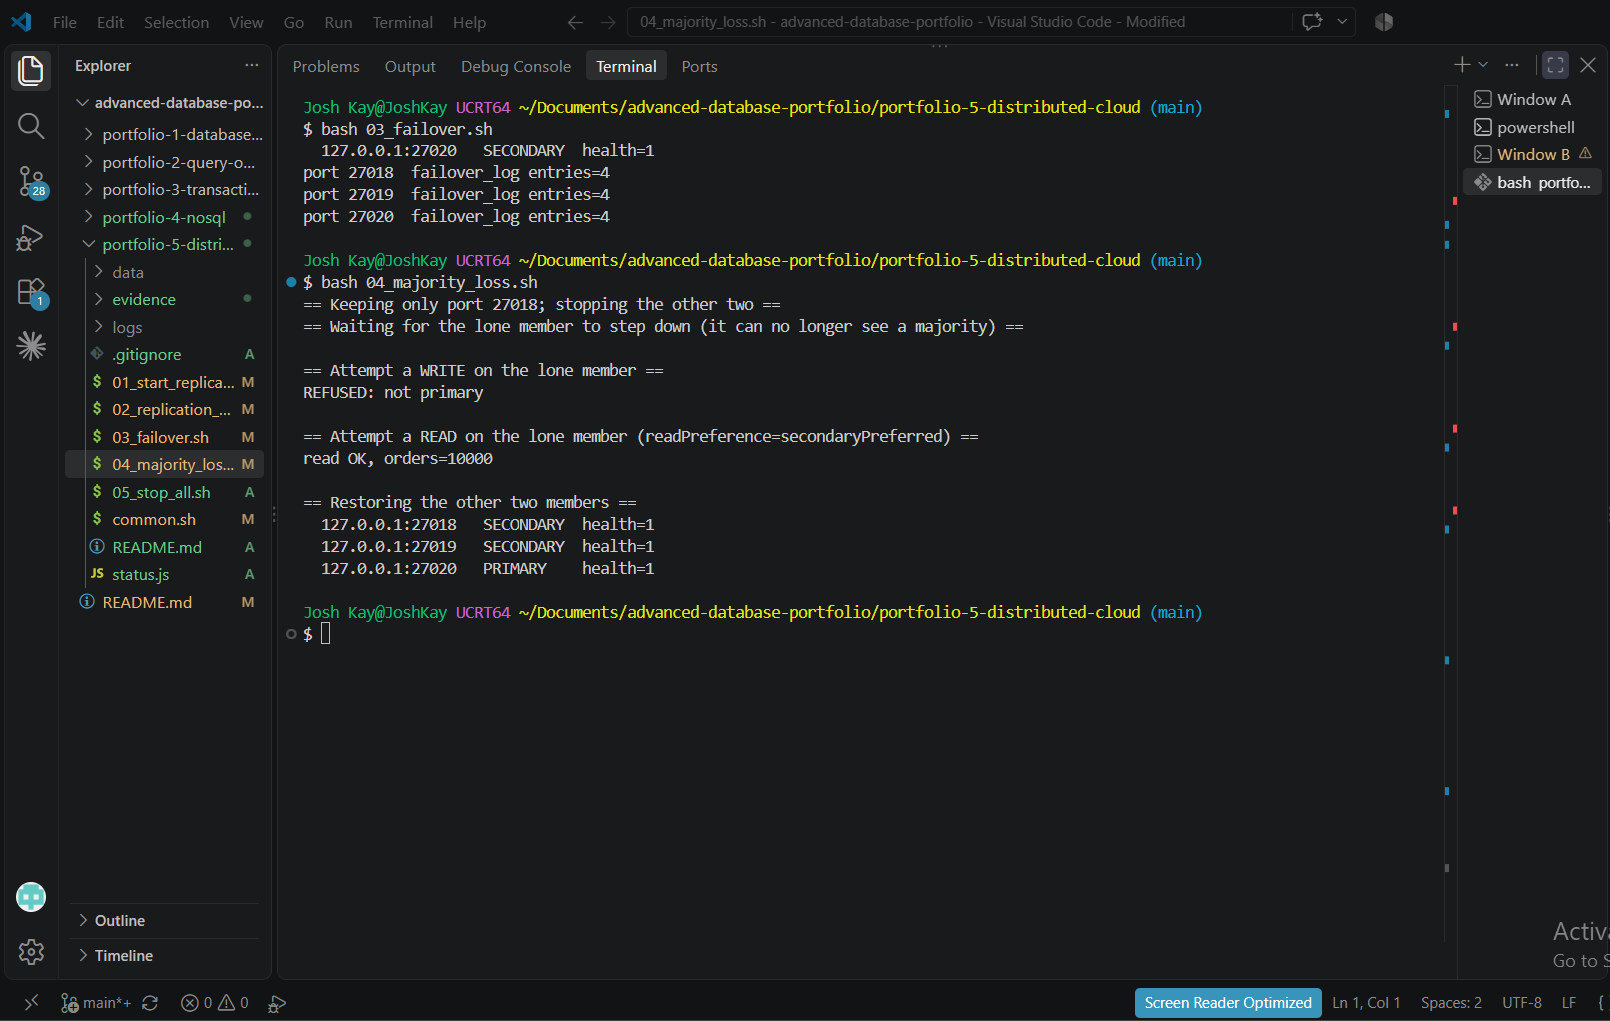 File Edit Selection View Go Run Terminal Help
04_majority_loss.sh - advanced-database-portfolio - Visual Studio Code - Modified
Explorer
advanced-database-po...
portfolio-1-database...
portfolio-2-query-o...
portfolio-3-transacti...
portfolio-4-nosql
portfolio-5-distri...
data
evidence
logs
.gitignore A
$ 01_start_replica... M
$ 02_replication_... M
$ 03_failover.sh M
$ 04_majority_los... M
$ 05_stop_all.sh A
$ common.sh M
README.md A
JS status.js A
README.md M
28
1
Outline
Timeline
Problems Output Debug Console Terminal Ports
Josh Kay@JoshKay UCRT64 ~/Documents/advanced-database-portfolio/portfolio-5-distributed-cloud (main)
$ bash 03_failover.sh
127.0.0.1:27020 SECONDARY health=1
port 27018 failover_log entries=4
port 27019 failover_log entries=4
port 27020 failover_log entries=4
Josh Kay@JoshKay UCRT64 ~/Documents/advanced-database-portfolio/portfolio-5-distributed-cloud (main)
$ bash 04_majority_loss.sh
== Keeping only port 27018; stopping the other two ==
== Waiting for the lone member to step down (it can no longer see a majority) ==
== Attempt a WRITE on the lone member ==
REFUSED: not primary
== Attempt a READ on the lone member (readPreference=secondaryPreferred) ==
read OK, orders=10000
== Restoring the other two members ==
127.0.0.1:27018 SECONDARY health=1
127.0.0.1:27019 SECONDARY health=1
127.0.0.1:27020 PRIMARY health=1
Josh Kay@JoshKay UCRT64 ~/Documents/advanced-database-portfolio/portfolio-5-distributed-cloud (main)
$
Window A
powershell
Window B
bash portfo...
Activ
Go to S
main*+ 0 0
Screen Reader Optimized Ln 1, Col 1 Spaces: 2 UTF-8 LF {